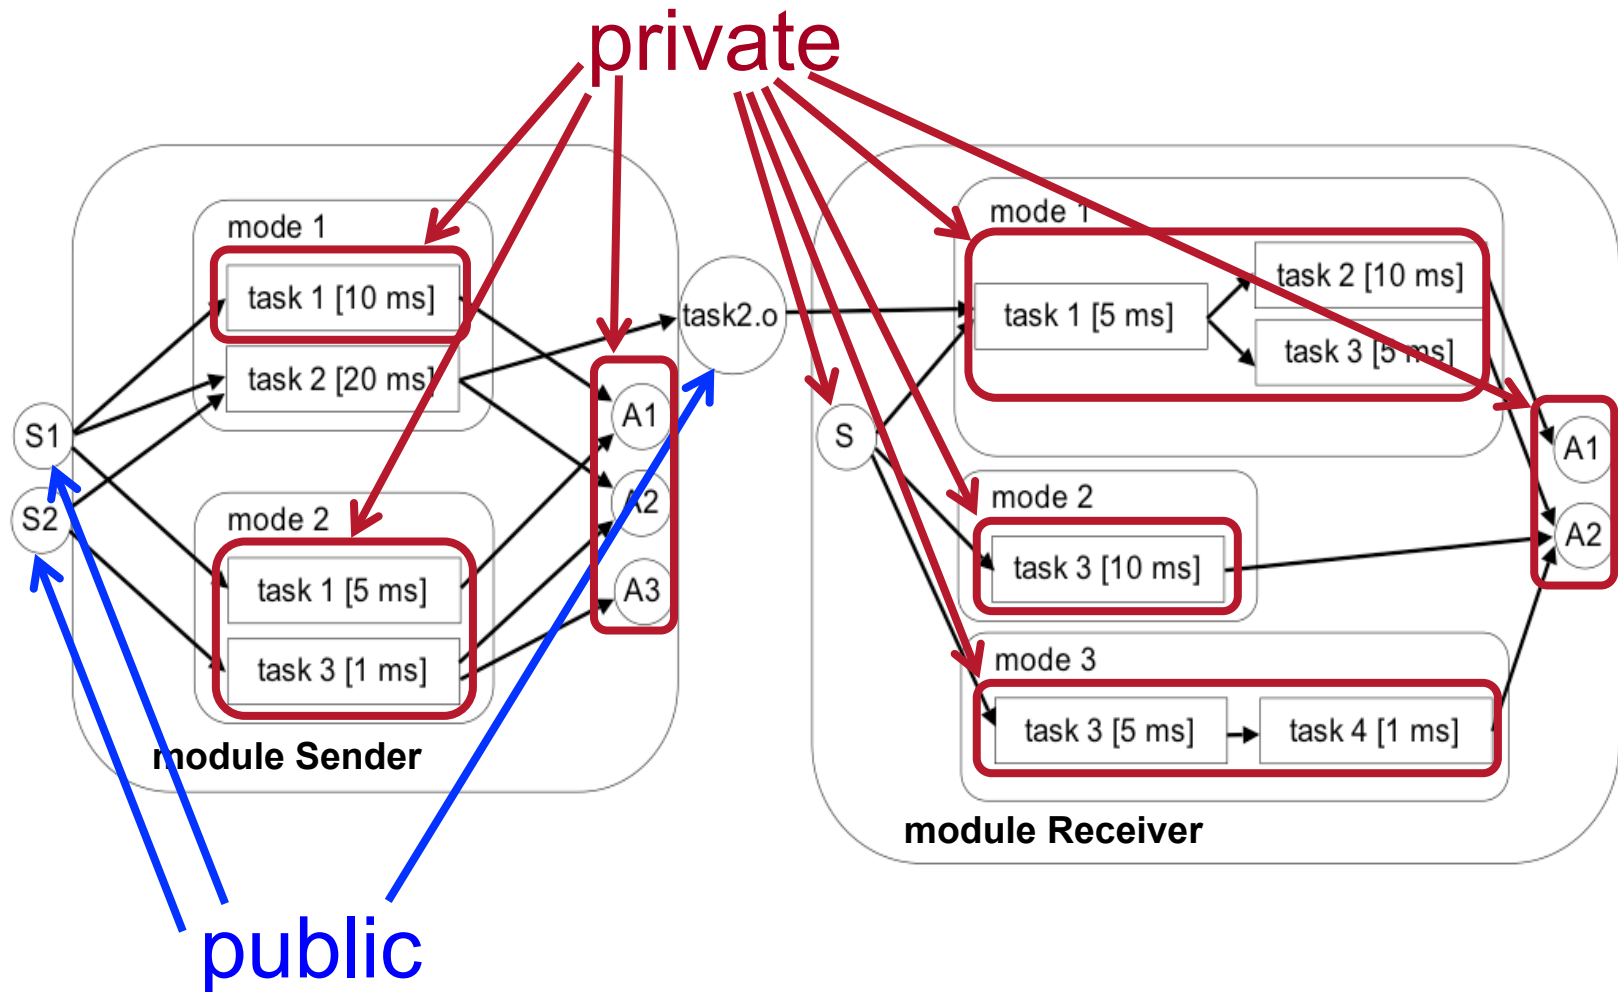 private
mode 1
task 1 [10 ms]
task 2 [20 ms]
S1
S2
mode 2
task 1 [5 ms]
task 3 [1 ms]
A1
A2
A3
module Sender
task2.o
mode 1
task 1 [5 ms]
task 2 [10 ms]
task 3 [5 ms]
S
mode 2
task 3 [10 ms]
mode 3
task 3 [5 ms]
task 4 [1 ms]
A1
A2
module Receiver
public